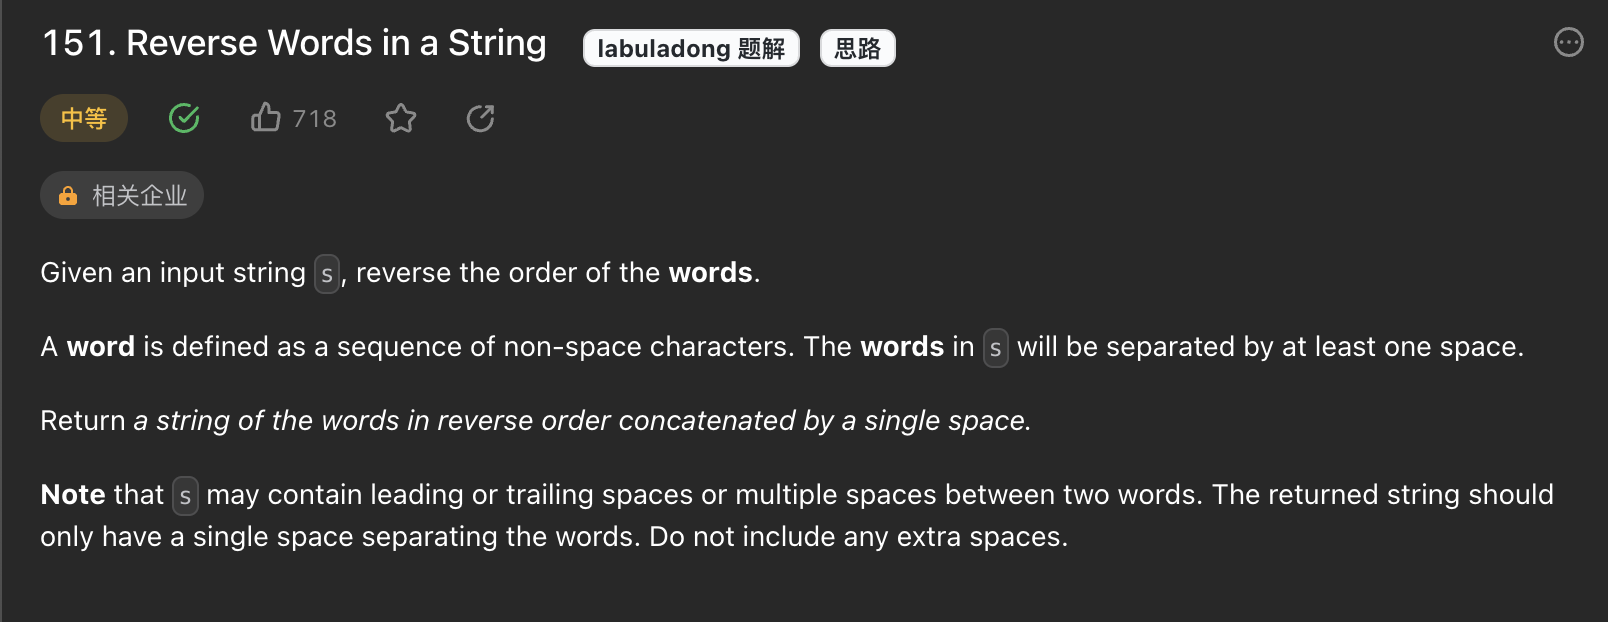 151. Reverse Words in a String labuladong 题解 思路
中等 718
相关企业
Given an input string s, reverse the order of the words.
A word is defined as a sequence of non-space characters. The words in s will be separated by at least one space.
Return a string of the words in reverse order concatenated by a single space.
Note that s may contain leading or trailing spaces or multiple spaces between two words. The returned string should
only have a single space separating the words. Do not include any extra spaces.